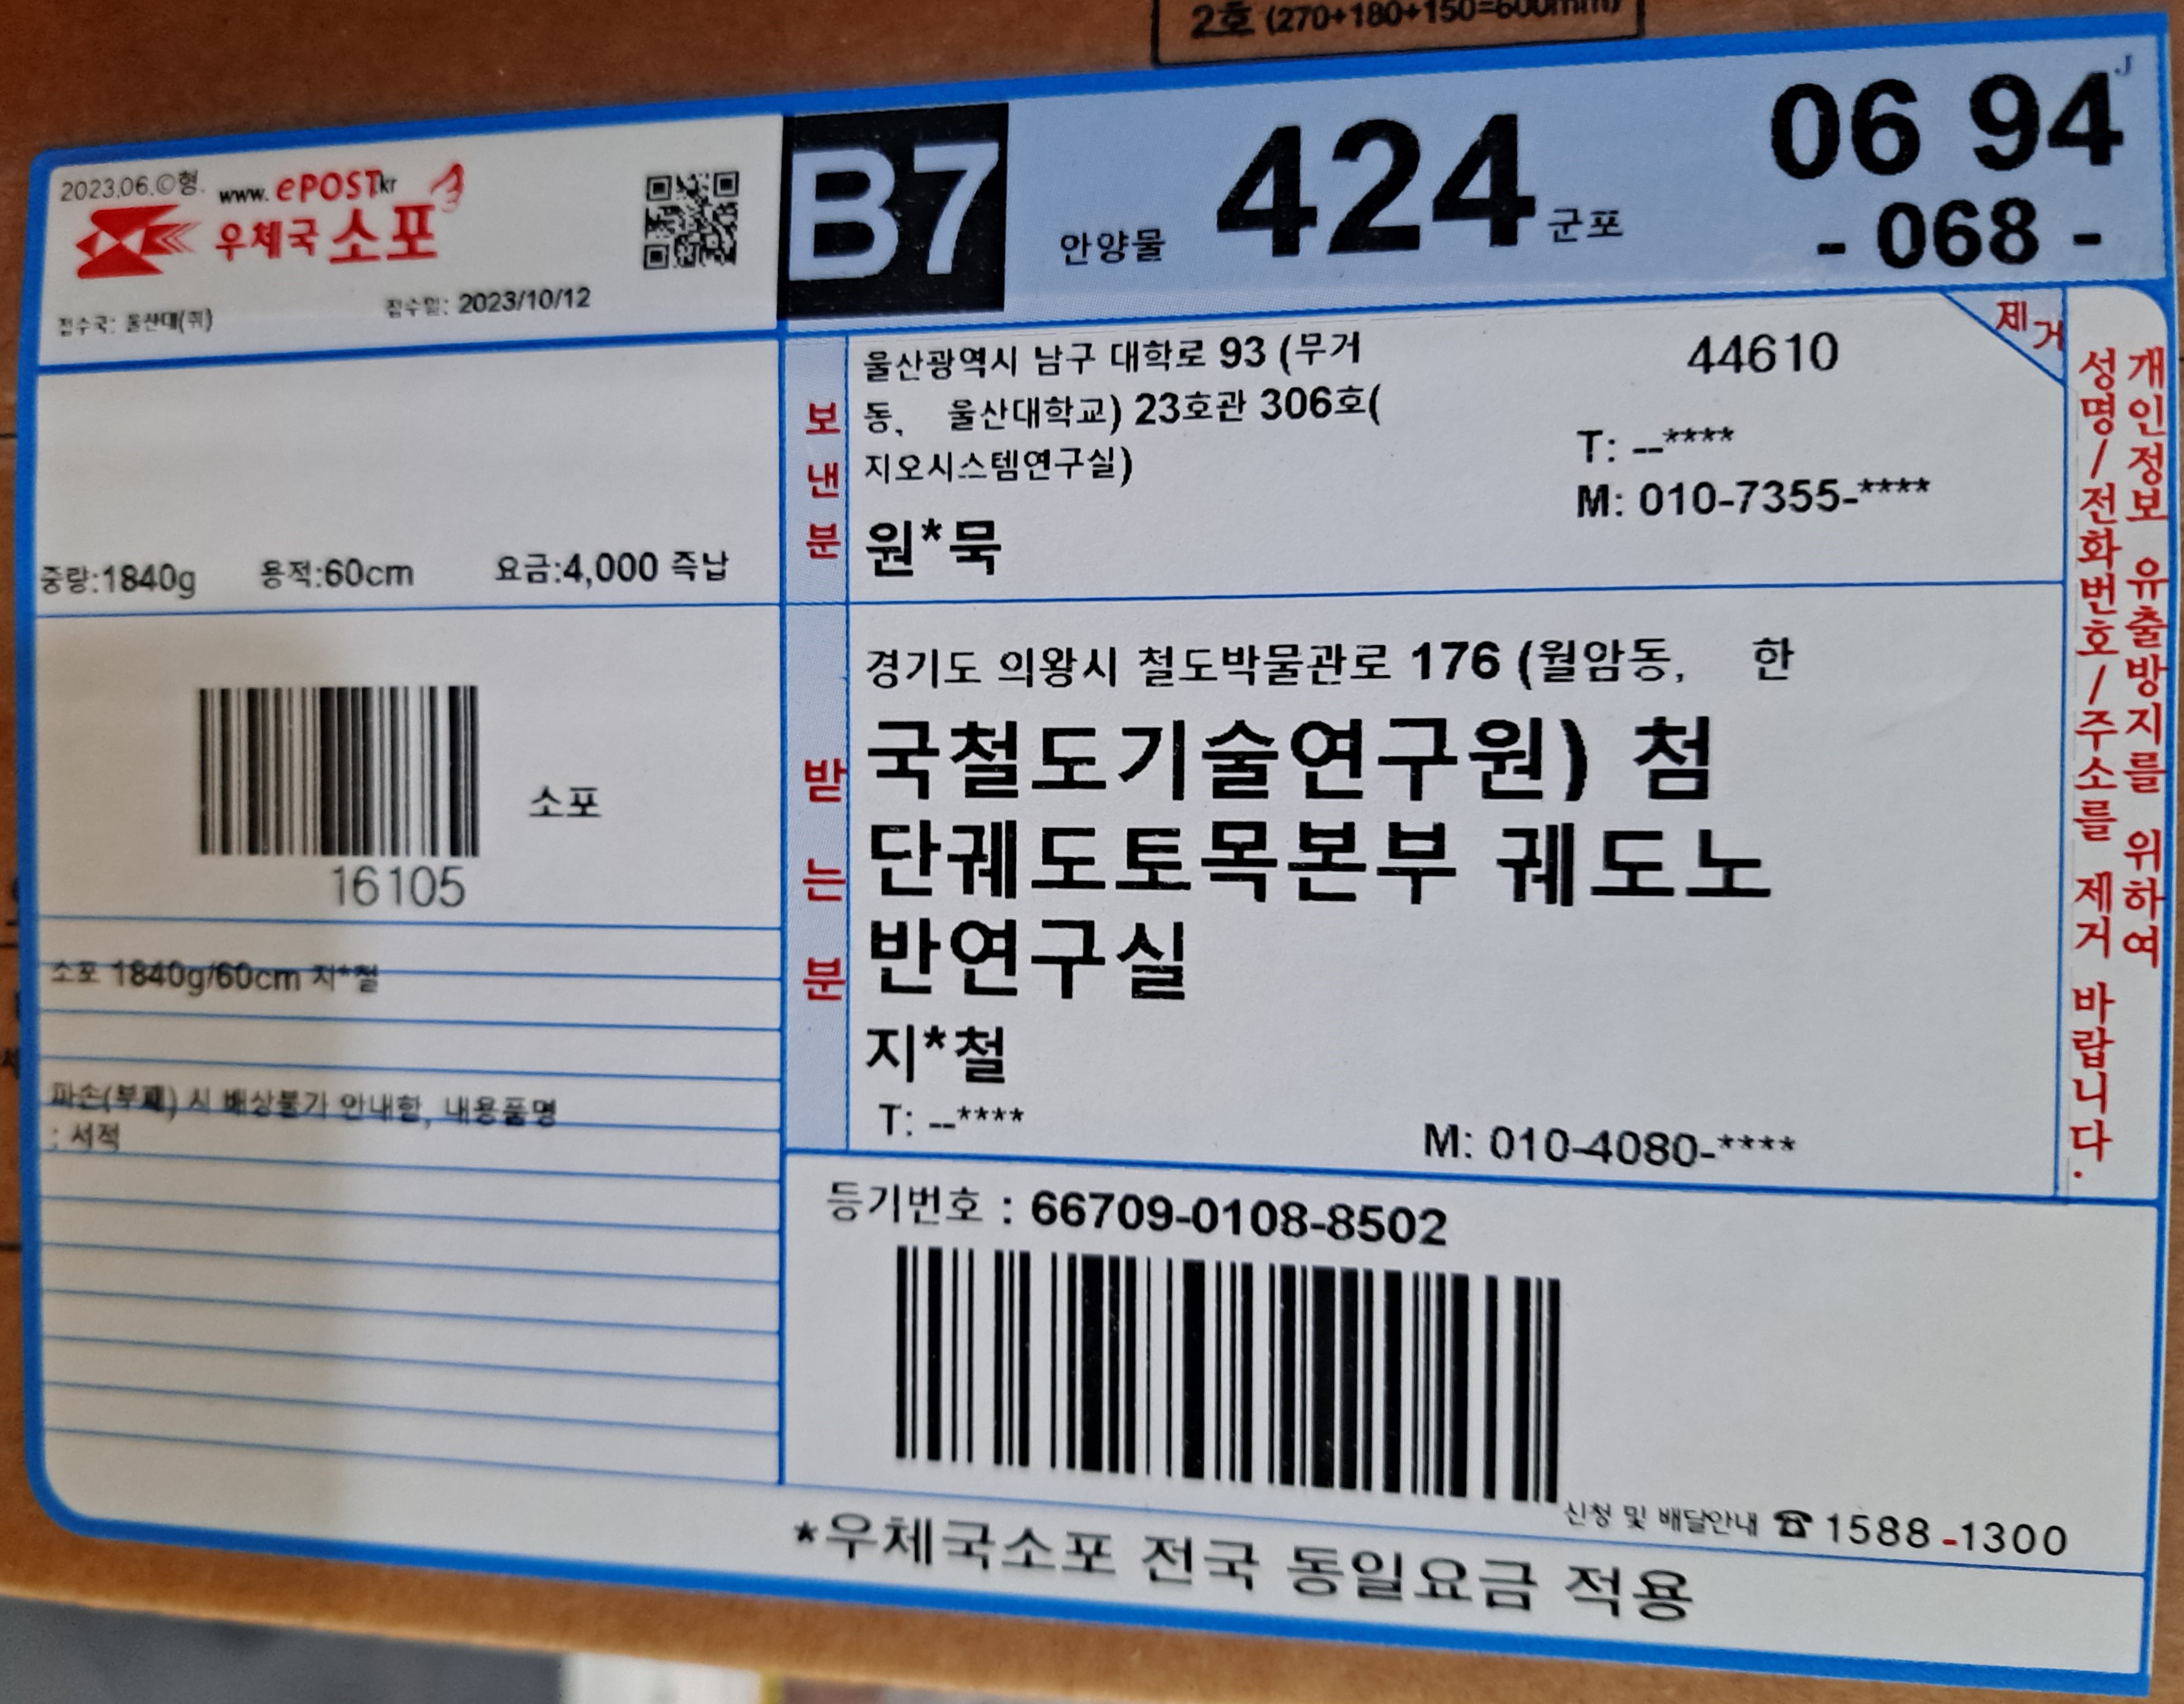 2호 (270+180+150=600mm)
2023.06.©형. www.ePOST.kr
우체국 소포
접수국: 울산대(취) 접수일: 2023/10/12
B7 안양물 424 군포 06 94 J
- 068 -
중량:1840g 용적:60cm 요금:4,000 즉납
16105 소포
소포 1840g/60cm 지*철
파손(부패) 시 배상불가 안내함, 내용품명
: 서적
보낸분
울산광역시 남구 대학로 93 (무거
동, 울산대학교) 23호관 306호(
지오시스템연구실)
원*묵
44610
T: --****
M: 010-7355-****
제거
받는분
경기도 의왕시 철도박물관로 176 (월암동, 한
국철도기술연구원) 첨
단궤도토목본부 궤도노
반연구실
지*철
T: --****
M: 010-4080-****
개인정보 유출방지를 위하여
성명/전화번호/주소를 제거 바랍니다.
등기번호 : 66709-0108-8502
신청 및 배달안내 ☎ 1588-1300
*우체국소포 전국 동일요금 적용